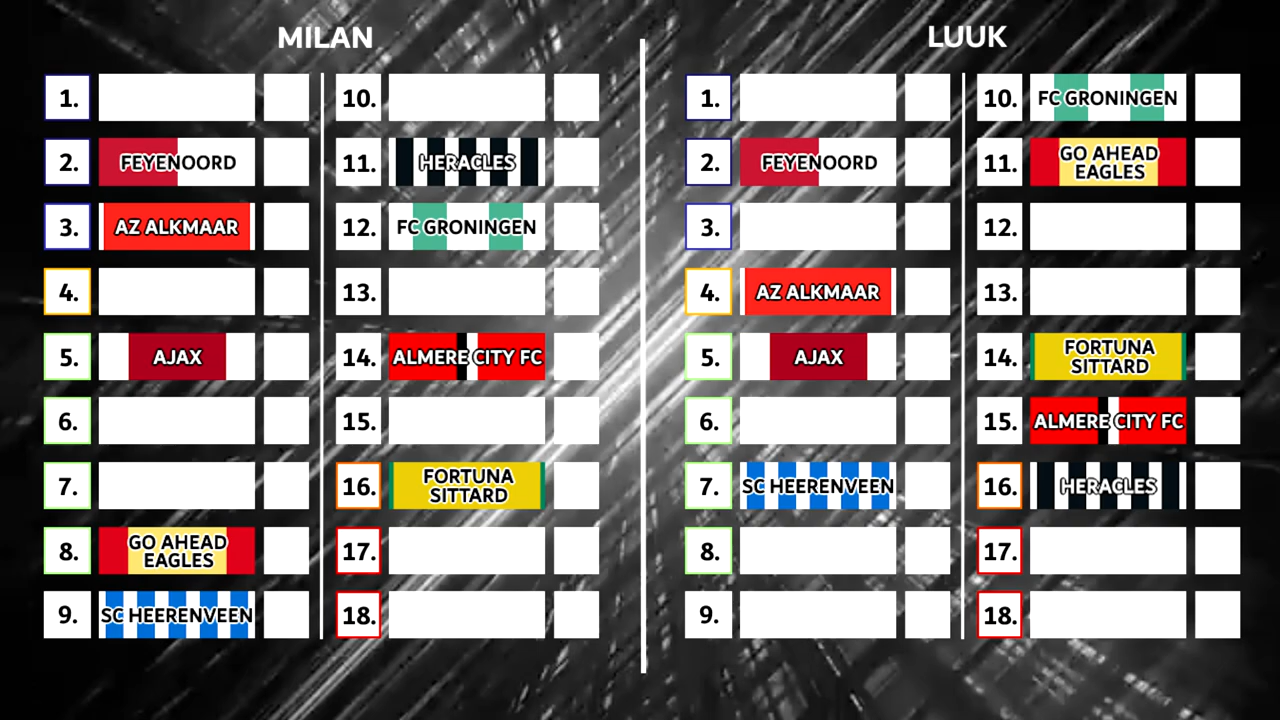 MILAN
1.
2. FEYENOORD
3. AZ ALKMAAR
4.
5. AJAX
6.
7.
8. GO AHEAD
EAGLES
9. SC HEERENVEEN
10.
11. HERACLES
12. FC GRONINGEN
13.
14. ALMERE CITY FC
15.
16. FORTUNA
SITTARD
17.
18.
LUUK
1.
2. FEYENOORD
3.
4. AZ ALKMAAR
5. AJAX
6.
7. SC HEERENVEEN
8.
9.
10. FC GRONINGEN
11. GO AHEAD
EAGLES
12.
13.
14. FORTUNA
SITTARD
15. ALMERE CITY FC
16. HERACLES
17.
18.